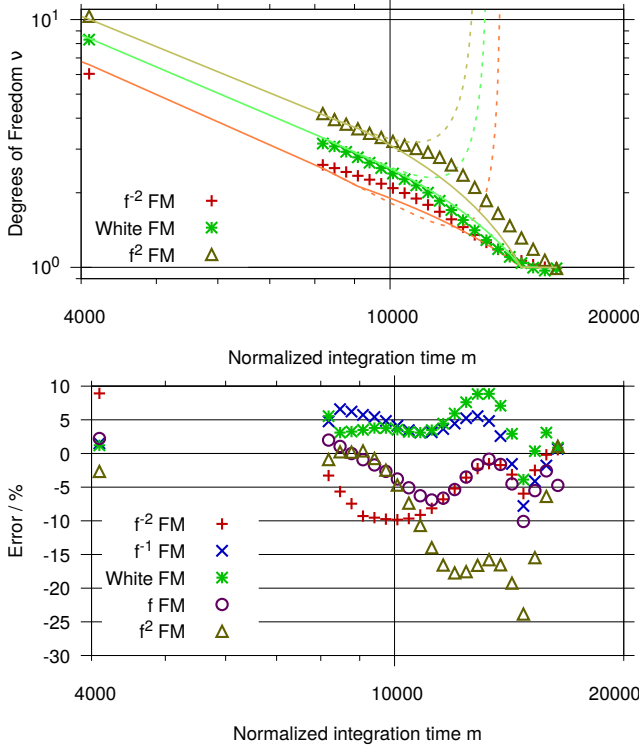 10^1
Degrees of Freedom ν
f^-2 FM
White FM
f^2 FM
10^0
4000
10000
20000
Normalized integration time m
10
5
0
-5
-10
-15
-20
-25
-30
Error / %
f^-2 FM
f^-1 FM
White FM
f FM
f^2 FM
4000
10000
20000
Normalized integration time m